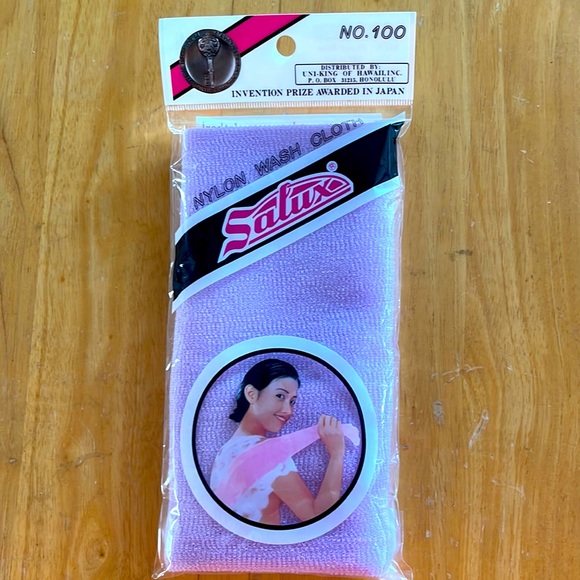 NO. 100
DISTRIBUTED BY:
UNI-KING OF HAWAII, INC.
P. O. BOX 31215, HONOLULU
INVENTION PRIZE AWARDED IN JAPAN
NYLON WASH CLOTH
Salux®